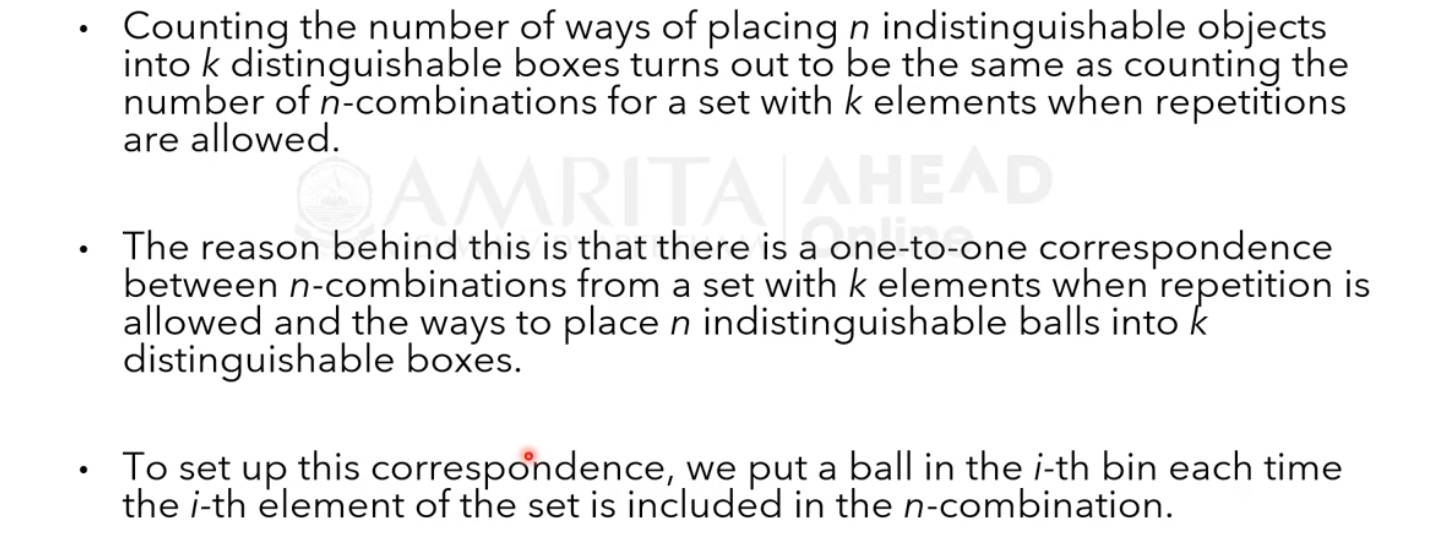 • Counting the number of ways of placing n indistinguishable objects
into k distinguishable boxes turns out to be the same as counting the
number of n-combinations for a set with k elements when repetitions
are allowed.
AMRITA AHEAD
Online
• The reason behind this is that there is a one-to-one correspondence
between n-combinations from a set with k elements when repetition is
allowed and the ways to place n indistinguishable balls into k
distinguishable boxes.
• To set up this correspondence, we put a ball in the i-th bin each time
the i-th element of the set is included in the n-combination.